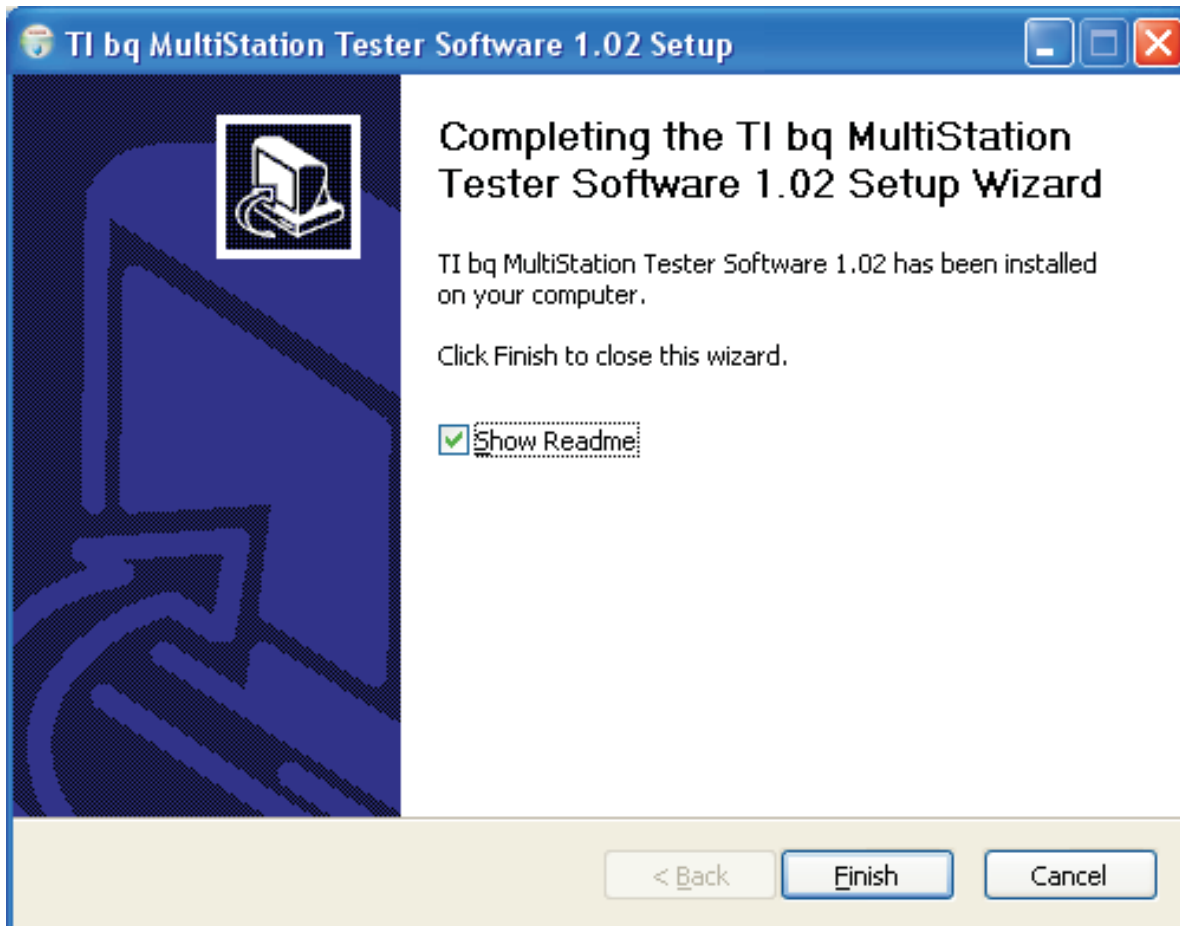 TI bq MultiStation Tester Software 1.02 Setup
Completing the TI bq MultiStation
Tester Software 1.02 Setup Wizard
TI bq MultiStation Tester Software 1.02 has been installed
on your computer.
Click Finish to close this wizard.
Show Readme
< Back
Finish
Cancel